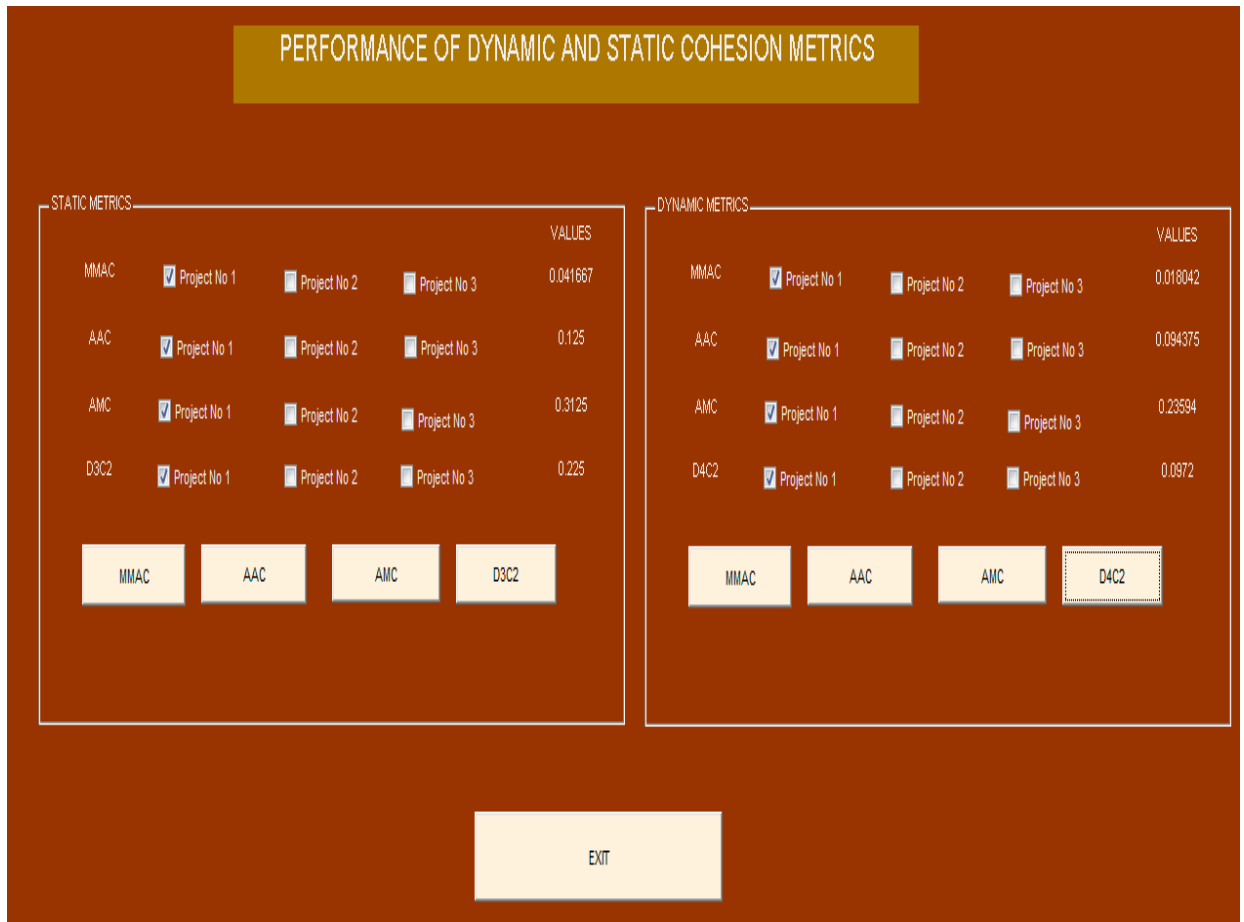 PERFORMANCE OF DYNAMIC AND STATIC COHESION METRICS
STATIC METRICS
VALUES
MMAC Project No 1 Project No 2 Project No 3 0.041667
AAC Project No 1 Project No 2 Project No 3 0.125
AMC Project No 1 Project No 2 Project No 3 0.3125
D3C2 Project No 1 Project No 2 Project No 3 0.225
MMAC AAC AMC D3C2
DYNAMIC METRICS
VALUES
MMAC Project No 1 Project No 2 Project No 3 0.018042
AAC Project No 1 Project No 2 Project No 3 0.094375
AMC Project No 1 Project No 2 Project No 3 0.23594
D4C2 Project No 1 Project No 2 Project No 3 0.0972
MMAC AAC AMC D4C2
EXIT